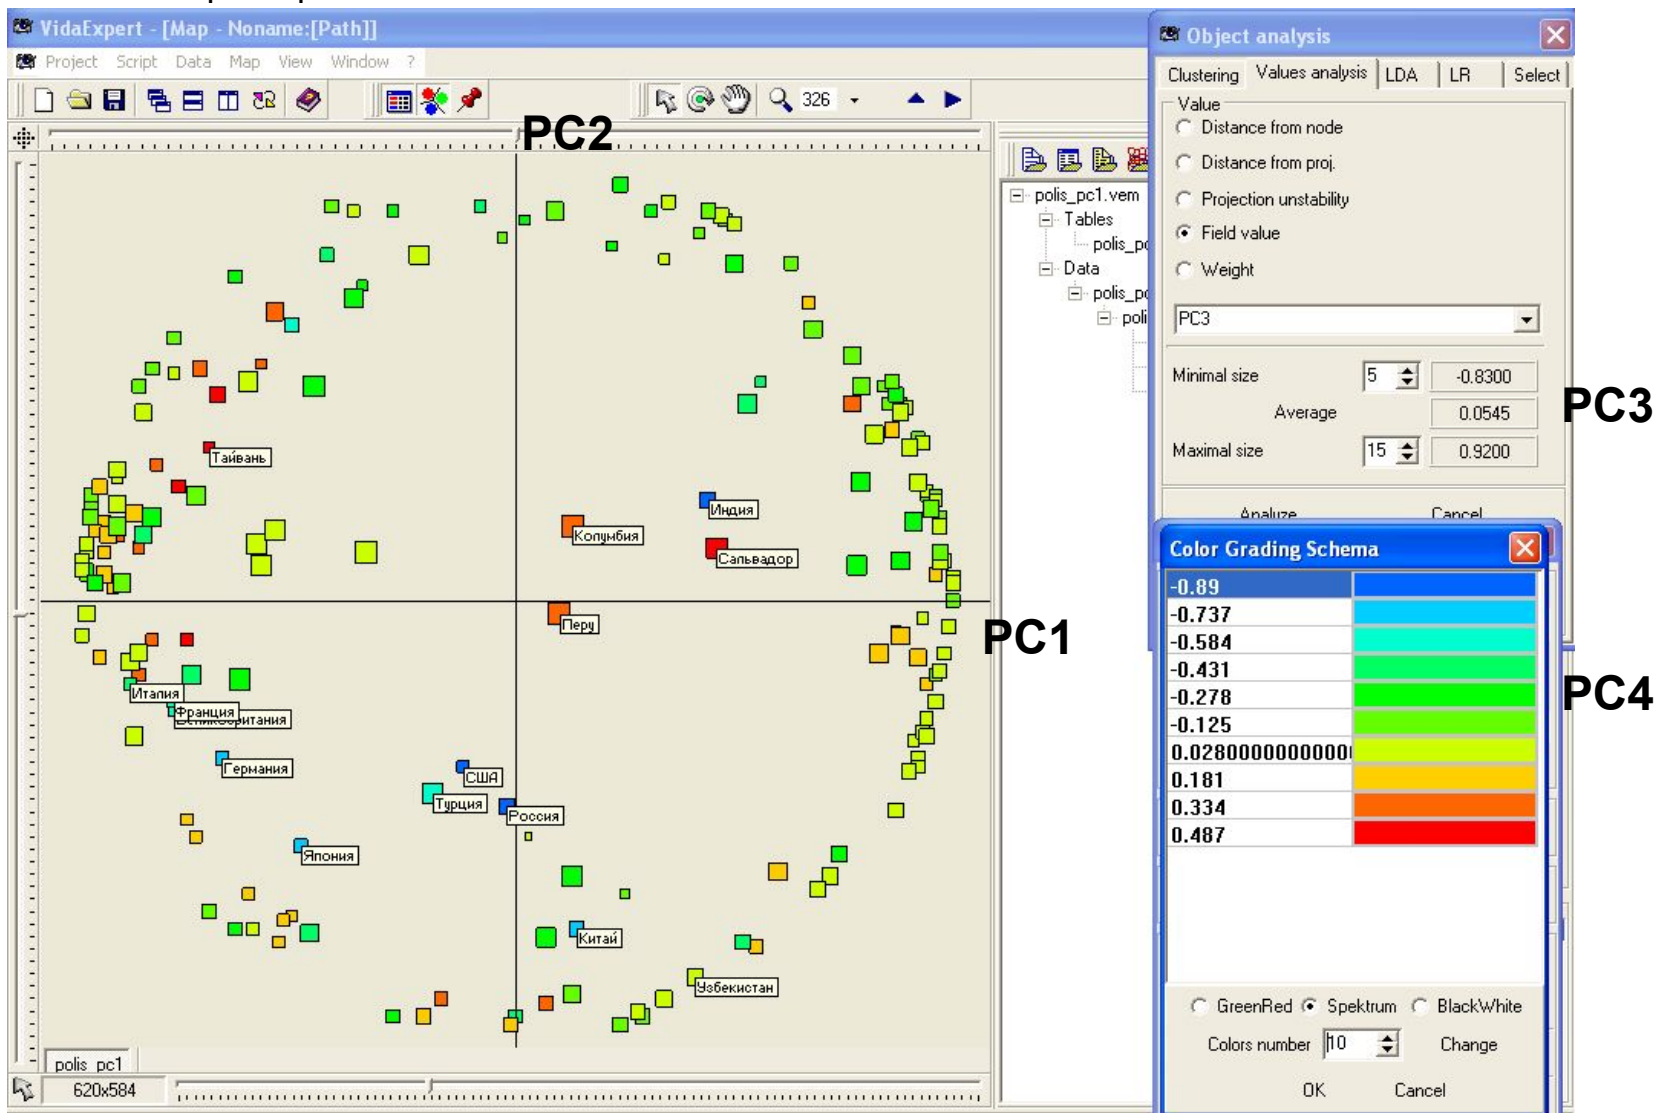 VidaExpert - [Map - Noname:[Path]]
Project Script Data Map View Window ?
326
PC2
polis_pc1.vem
Tables
Data
Тайвань
Индия
Колумбия
Сальвадор
Перу
PC1
Италия
Франция
Германия
США
Турция
Россия
Япония
Китай
Узбекистан
polis_pc1
620x584
Object analysis
Clustering Values analysis LDA LR Select
Value
Distance from node
Distance from proj.
Projection unstability
Field value
Weight
PC3
Minimal size 5 -0.8300
Average 0.0545
Maximal size 15 0.9200
PC3
Analyze Cancel
Color Grading Schema
-0.89
-0.737
-0.584
-0.431
-0.278
-0.125
0.181
0.334
0.487
PC4
GreenRed Spektrum BlackWhite
Colors number 10 Change
OK Cancel